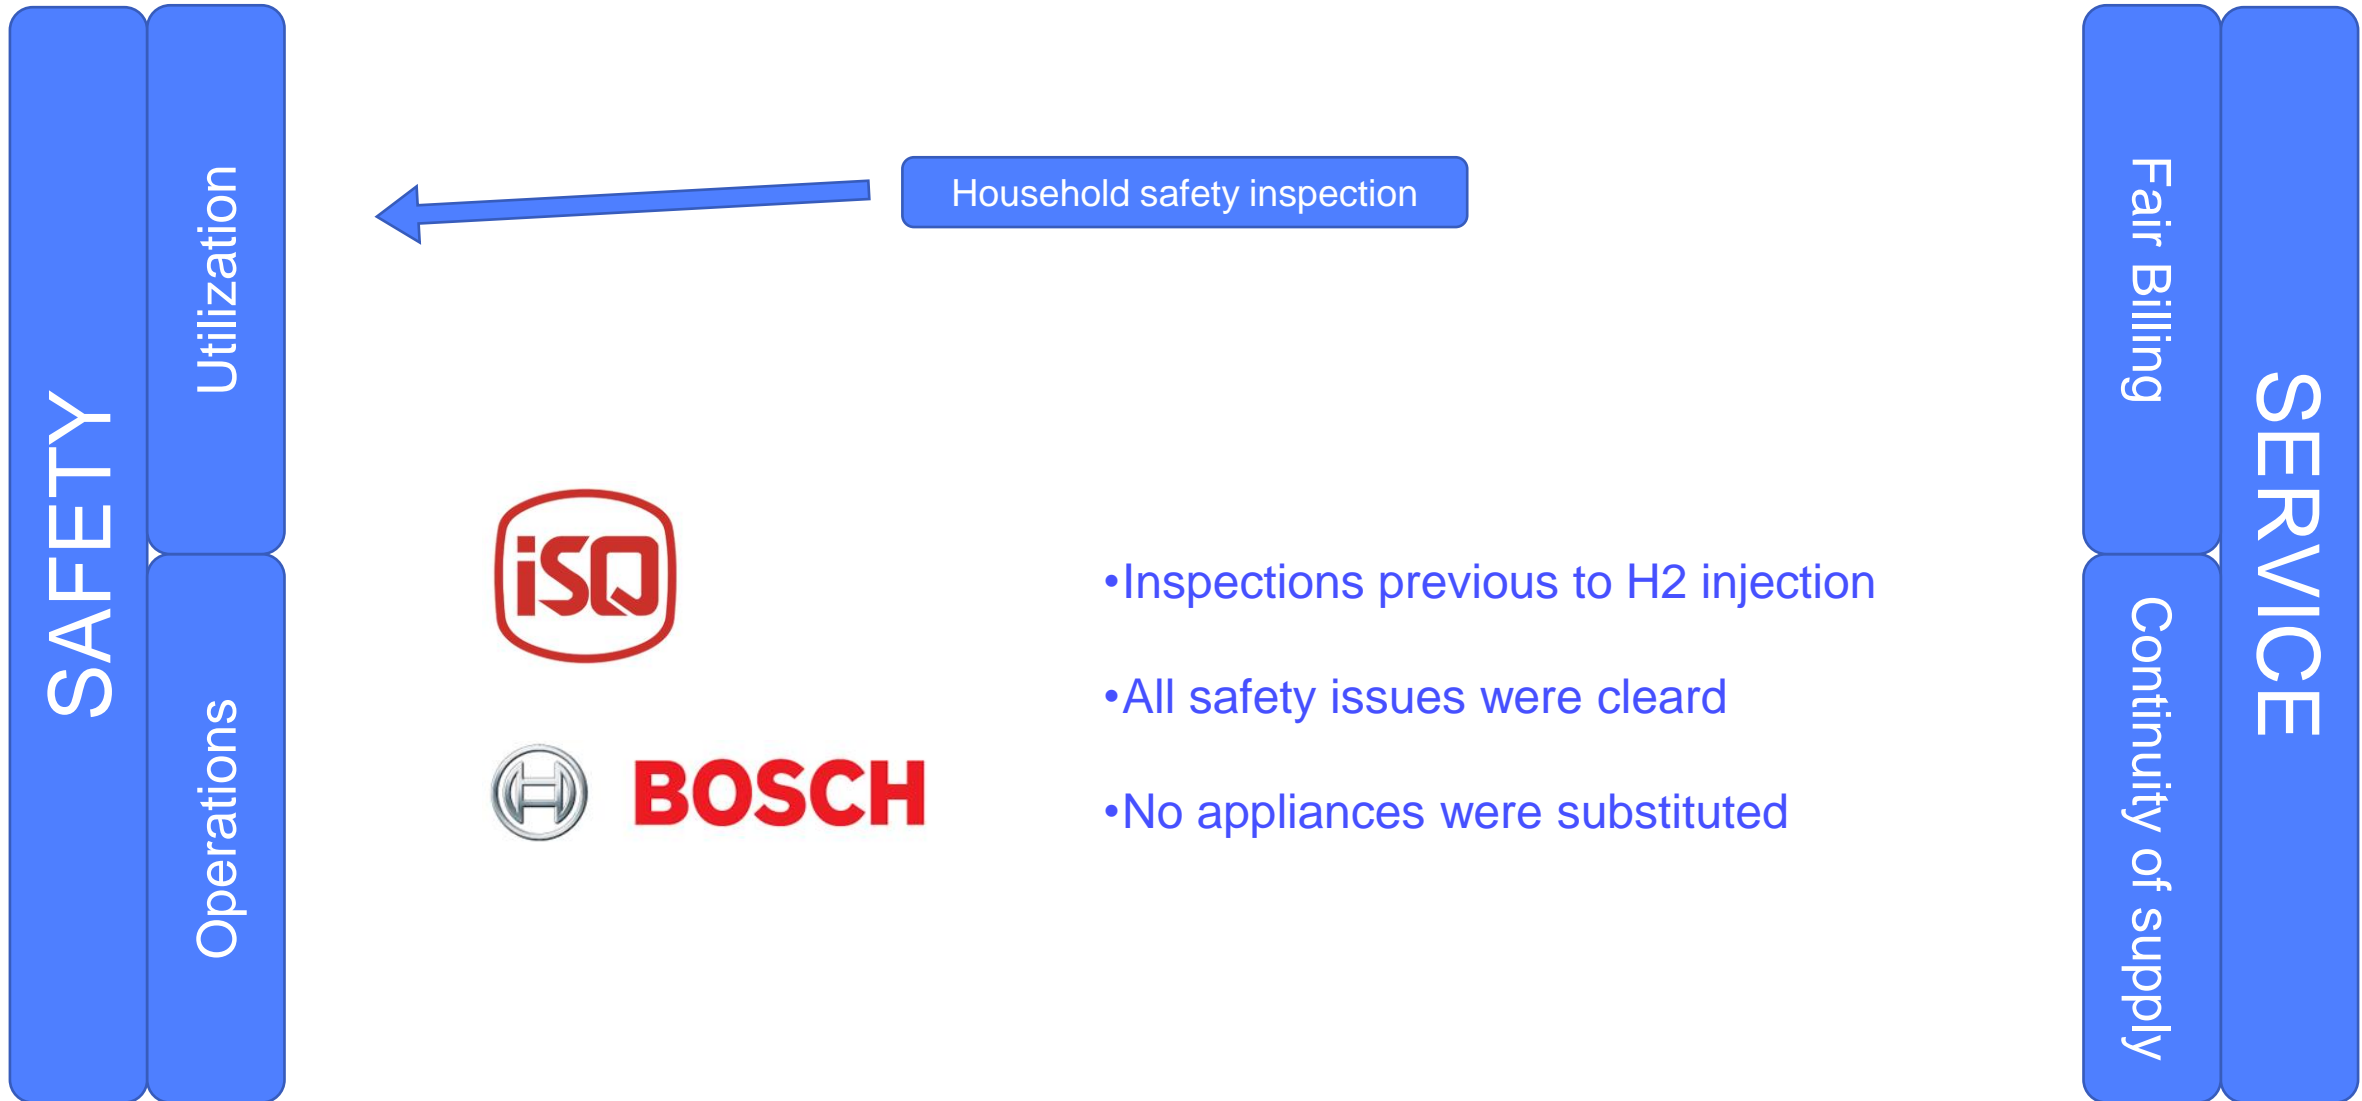 SAFETY
Utilization
Operations
Household safety inspection
iSQ
BOSCH
•Inspections previous to H2 injection
•All safety issues were cleard
•No appliances were substituted
Fair Billing
Continuity of supply
SERVICE